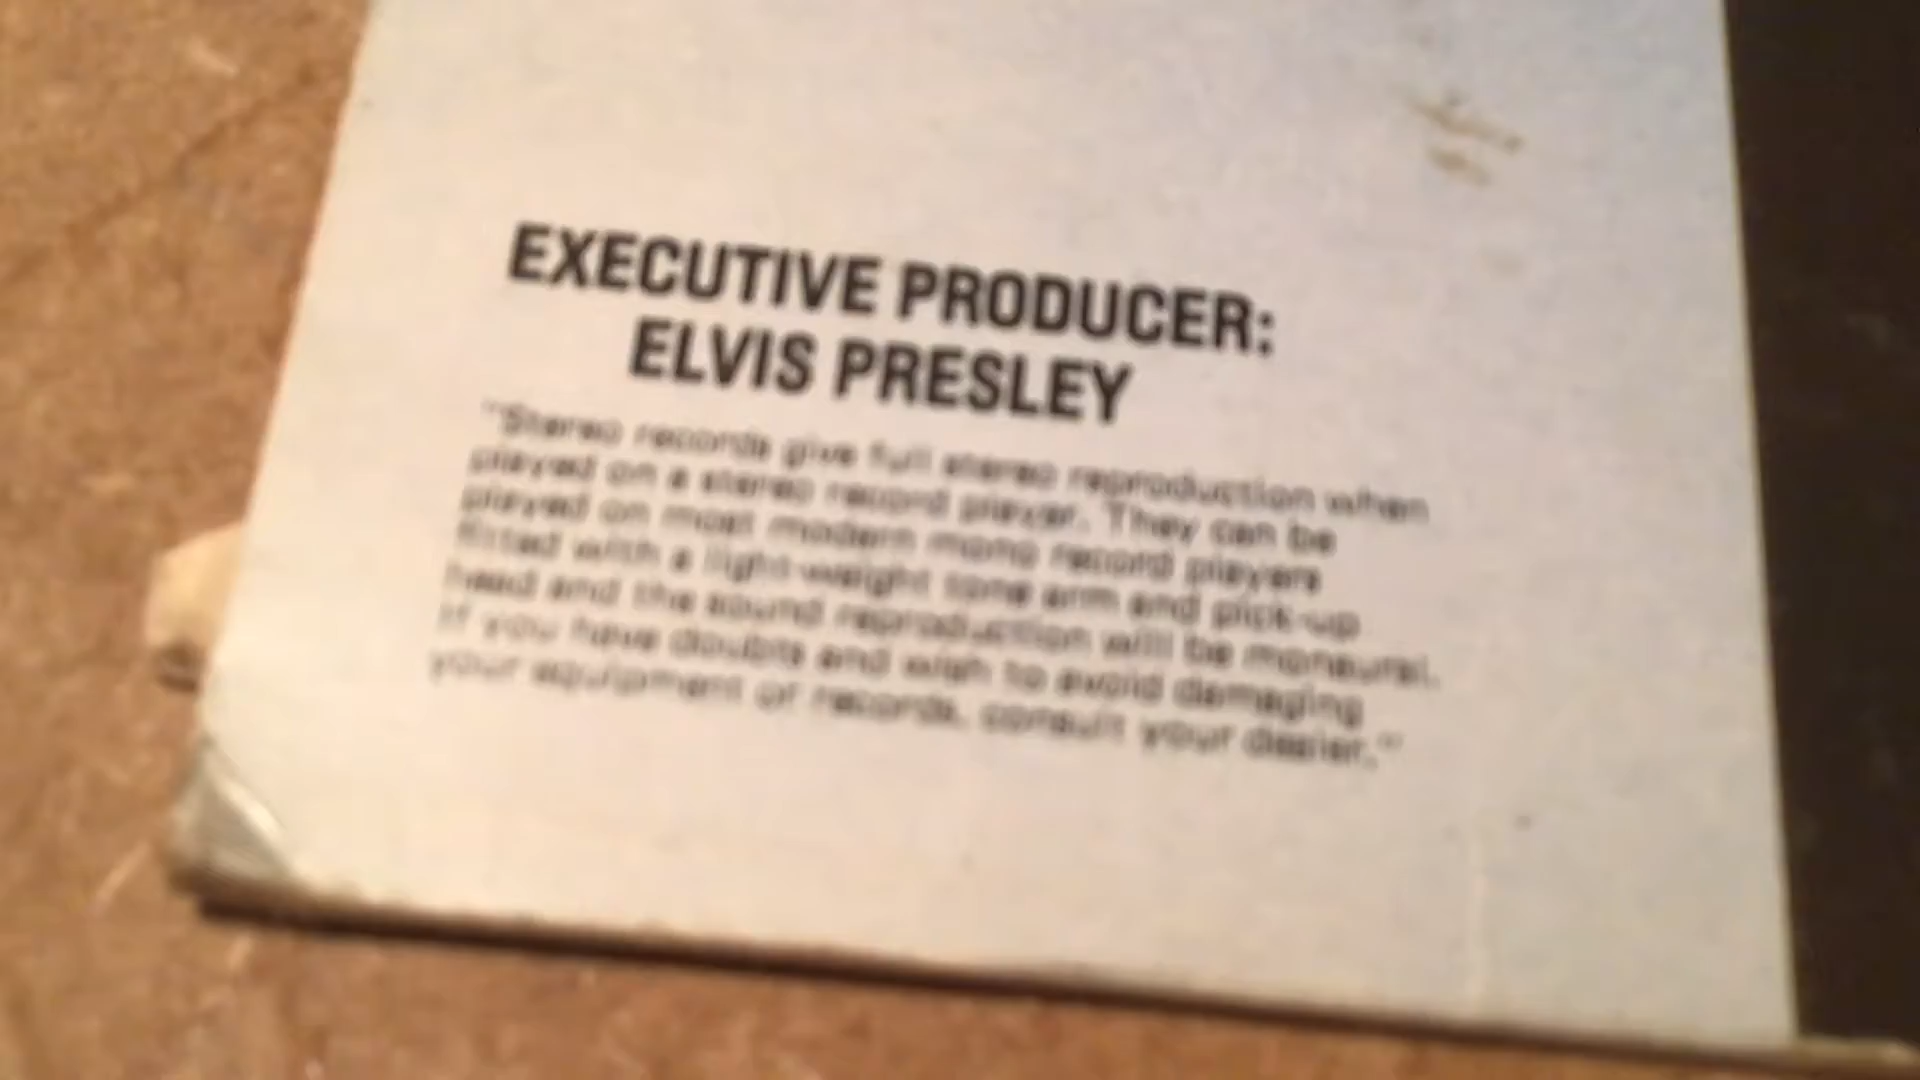 EXECUTIVE PRODUCER:
ELVIS PRESLEY
"Stereo records give full stereo reproduction when
played on a stereo record player. They can be
played on most modern mono record players
fitted with a light-weight tone arm and pick-up
head and the sound reproduction will be monaural.
If you have doubts and wish to avoid damaging
your equipment or records, consult your dealer."